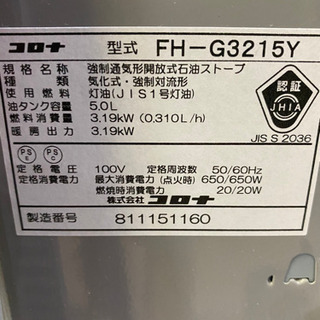 コロナ 型式 FH-G3215Y
規格名称 : 強制通気形開放式石油ストーブ
種類 : 気化式・強制対流形
使用燃料 : 灯油(JIS1号灯油)
油タンク容量 : 5.0L
燃料消費量 : 3.19kW (0.310L/h)
暖房出力 : 3.19kW
認証
JHIA
JIS S 2036
PS E PS C
定格電圧 : 100V 定格周波数 : 50/60Hz
定格消費電力 : 最大消費電力(点火時) 650/650W
燃焼時消費電力 20/20W
株式会社 コロナ
製造番号 811151160